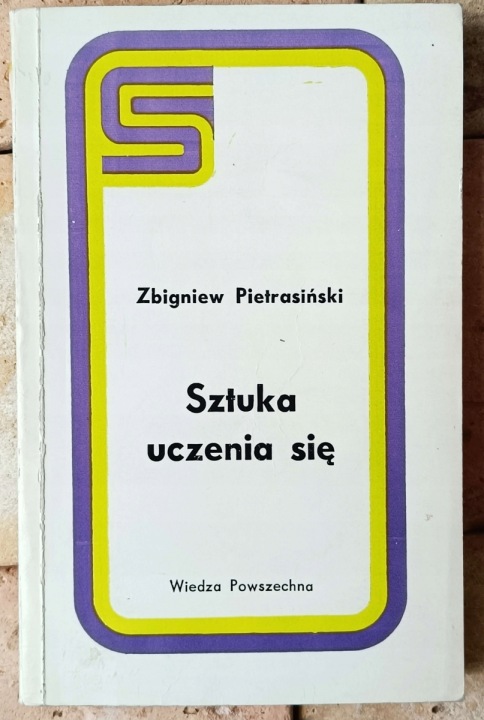 Zbigniew Pietrasiński
Sztuka
uczenia się
Wiedza Powszechna